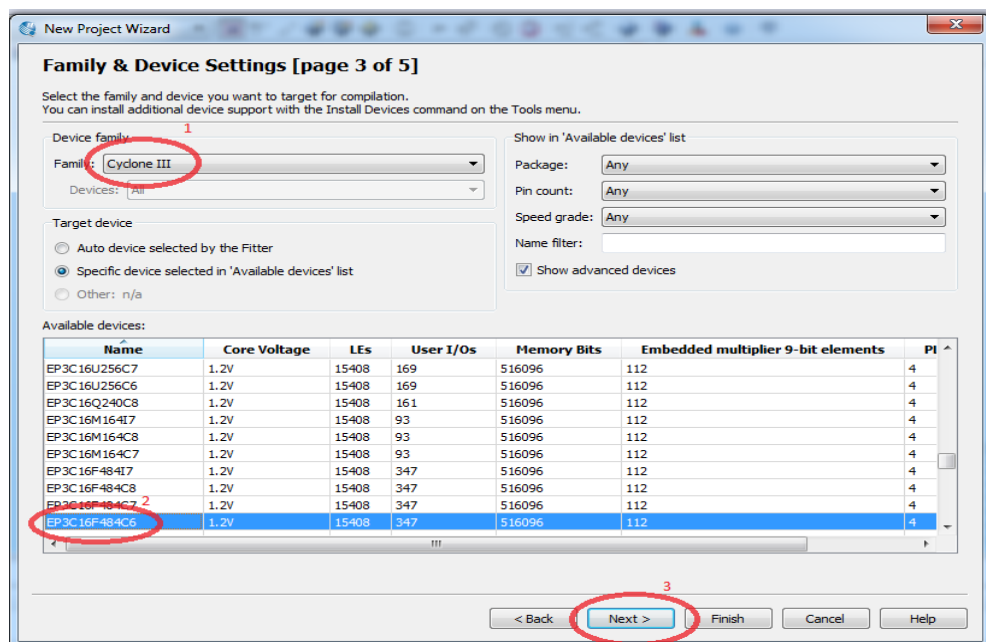 New Project Wizard
Family & Device Settings [page 3 of 5]
Select the family and device you want to target for compilation.
You can install additional device support with the Install Devices command on the Tools menu.
1
Device family
Family: Cyclone III
Devices: All
Show in 'Available devices' list
Package: Any
Pin count: Any
Speed grade: Any
Name filter:
Show advanced devices
Target device
Auto device selected by the Fitter
Specific device selected in 'Available devices' list
Other: n/a
Available devices:
Name Core Voltage LEs User I/Os Memory Bits Embedded multiplier 9-bit elements Pl
EP3C16U256C7 1.2V 15408 169 516096 112 4
EP3C16U256C6 1.2V 15408 169 516096 112 4
EP3C16Q240C8 1.2V 15408 161 516096 112 4
EP3C16M164I7 1.2V 15408 93 516096 112 4
EP3C16M164C8 1.2V 15408 93 516096 112 4
EP3C16M164C7 1.2V 15408 93 516096 112 4
EP3C16F484I7 1.2V 15408 347 516096 112 4
EP3C16F484C8 1.2V 15408 347 516096 112 4
EP3C16F484C7 1.2V 15408 347 516096 112 4
2
EP3C16F484C6 1.2V 15408 347 516096 112 4
3
< Back Next > Finish Cancel Help